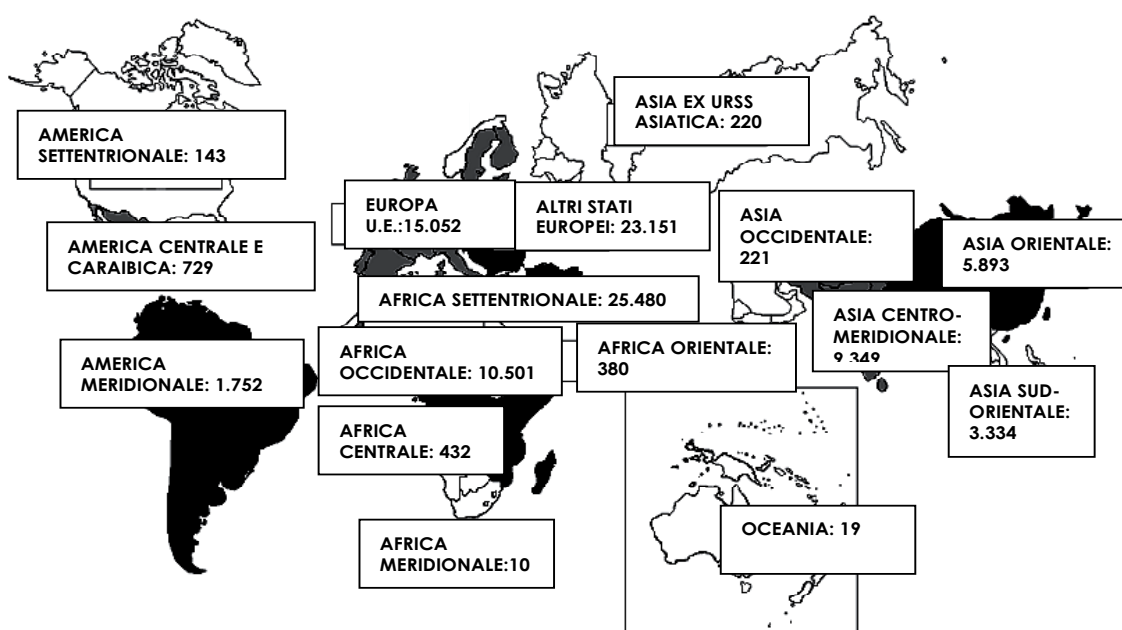 ASIA EX URSS
ASIATICA: 220
AMERICA
SETTENTRIONALE: 143
EUROPA
U.E.:15.052
ALTRI STATI
EUROPEI: 23.151
ASIA
OCCIDENTALE:
221
ASIA ORIENTALE:
5.893
AMERICA CENTRALE E
CARAIBICA: 729
AFRICA SETTENTRIONALE: 25.480
ASIA CENTRO-
MERIDIONALE:
9.349
AMERICA
MERIDIONALE: 1.752
AFRICA
OCCIDENTALE: 10.501
AFRICA ORIENTALE:
380
ASIA SUD-
ORIENTALE:
3.334
AFRICA
CENTRALE: 432
OCEANIA: 19
AFRICA
MERIDIONALE:10